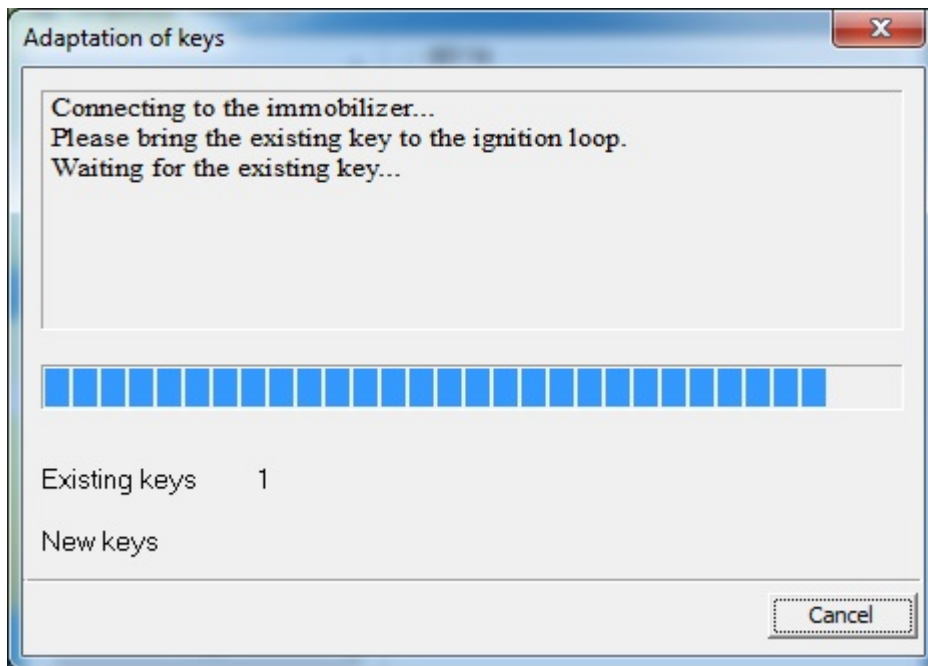 Adaptation of keys
Connecting to the immobilizer...
Please bring the existing key to the ignition loop.
Waiting for the existing key...
Existing keys 1
New keys
Cancel